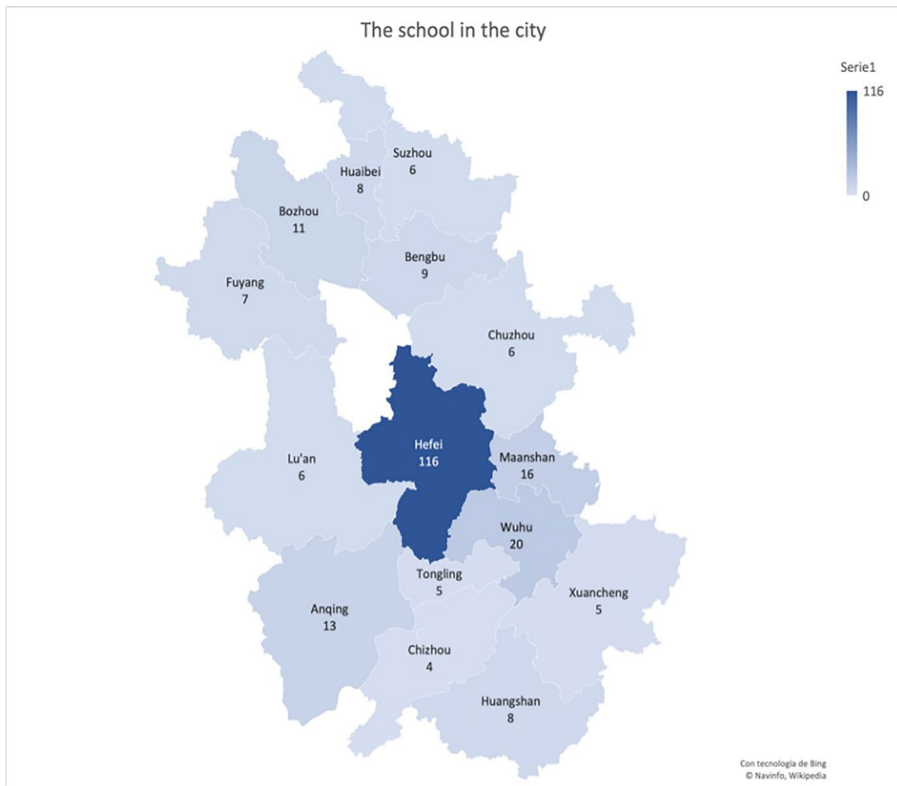 The school in the city
Serie1
116
0
Suzhou
6
Huaibei
8
Bozhou
11
Bengbu
9
Fuyang
7
Chuzhou
6
Hefei
116
Maanshan
16
Lu'an
6
Wuhu
20
Tongling
5
Xuancheng
5
Anqing
13
Chizhou
4
Huangshan
8
Con tecnología de Bing
© Navinfo, Wikipedia